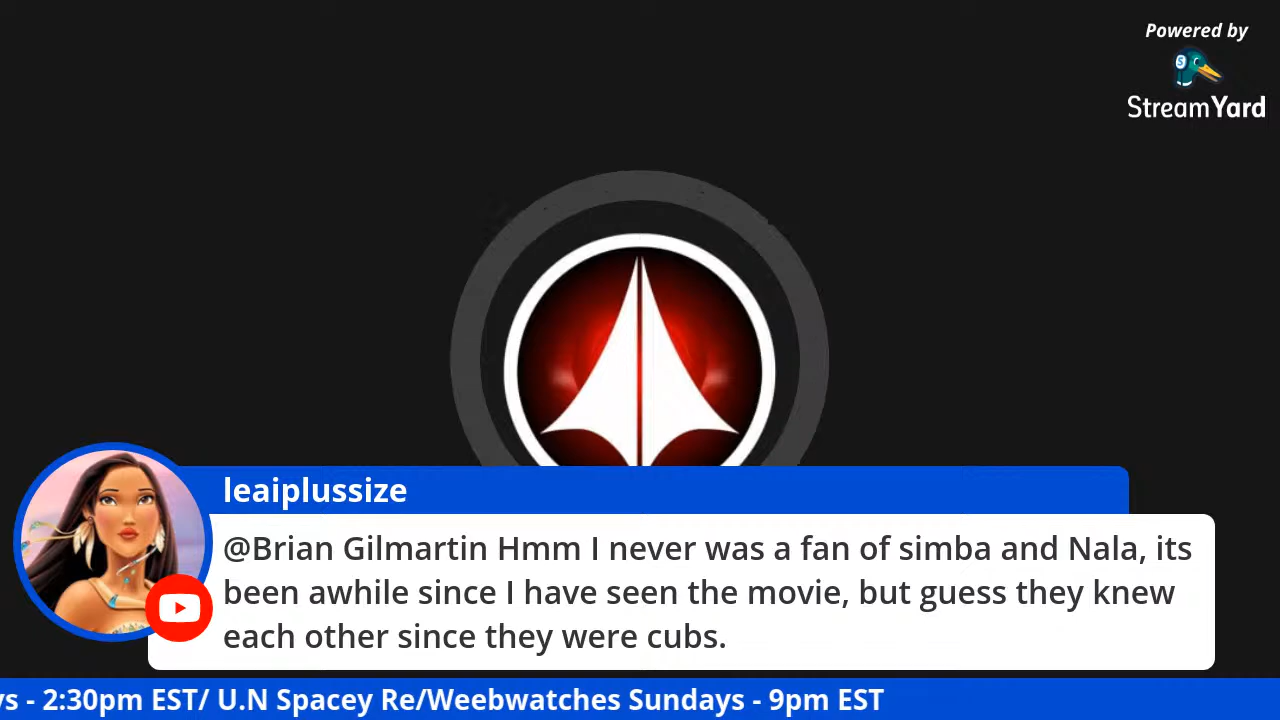 Powered by
StreamYard
leaiplussize
@Brian Gilmartin Hmm I never was a fan of simba and Nala, its
been awhile since I have seen the movie, but guess they knew
each other since they were cubs.
ys - 2:30pm EST/ U.N Spacey Re/Weebwatches Sundays - 9pm EST